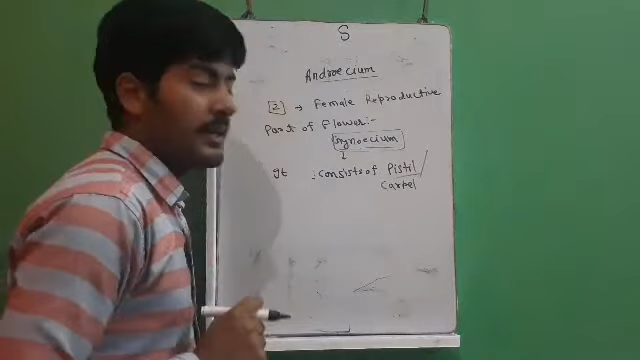 S
Androecium
[2] → Female Reproductive
Part of Flower:-
Gynoecium
It : consists of Pistil/
Carpel